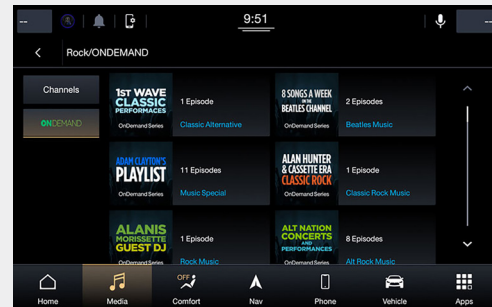 --
9:51
--
Rock/ONDEMAND
Channels
ONDEMAND
1ST WAVE
CLASSIC
PERFORMACES
OnDemand Series
1 Episode
Classic Alternative
8 SONGS A WEEK
ON THE
BEATLES CHANNEL
OnDemand Series
2 Episodes
Beatles Music
ADAM CLAYTON'S
PLAYLIST
OnDemand Series
11 Episodes
Music Special
ALAN HUNTER
& CASSETTE ERA
CLASSIC ROCK
OnDemand Series
1 Episode
Classic Rock Music
ALANIS
MORISSETTE
GUEST DJ
OnDemand Series
1 Episode
Rock Music
ALT NATION
CONCERTS
AND
PERFORMANCES
OnDemand Series
8 Episodes
Alt Rock Music
Home
Media
OFF
Comfort
Nav
Phone
Vehicle
Apps